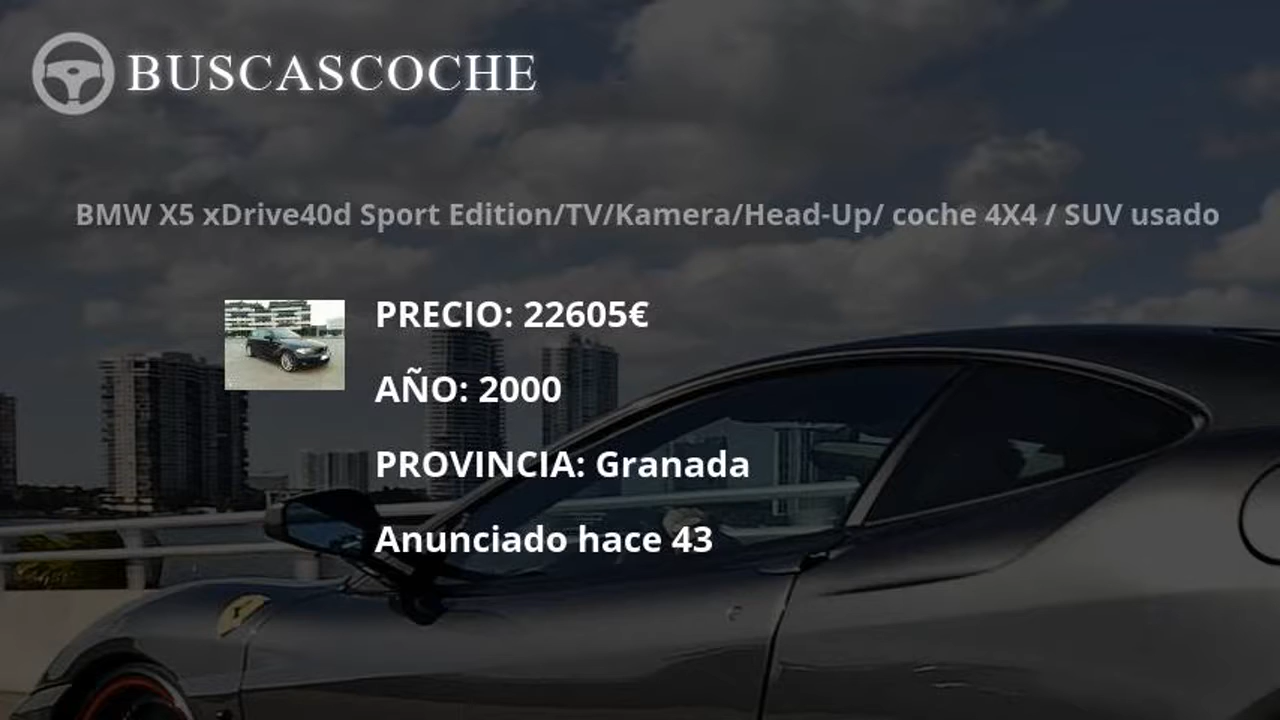 BUSCASCOCHE
BMW X5 xDrive40d Sport Edition/TV/Kamera/Head-Up/ coche 4X4 / SUV usado
PRECIO: 22605€
AÑO: 2000
PROVINCIA: Granada
Anunciado hace 43